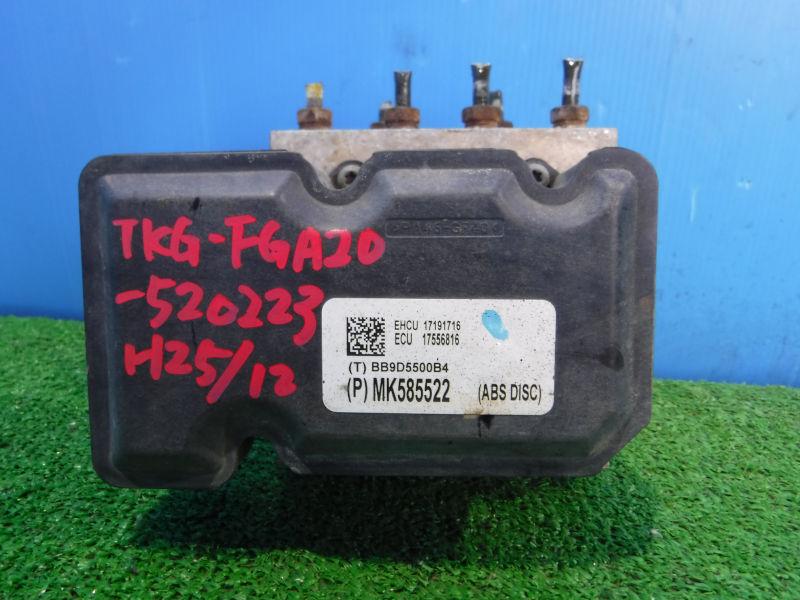 TKG-FGA20
-520223
H25/12
EHCU 17191716
ECU 17556816
(T) BB9D5500B4
(P) MK585522 (ABS DISC)